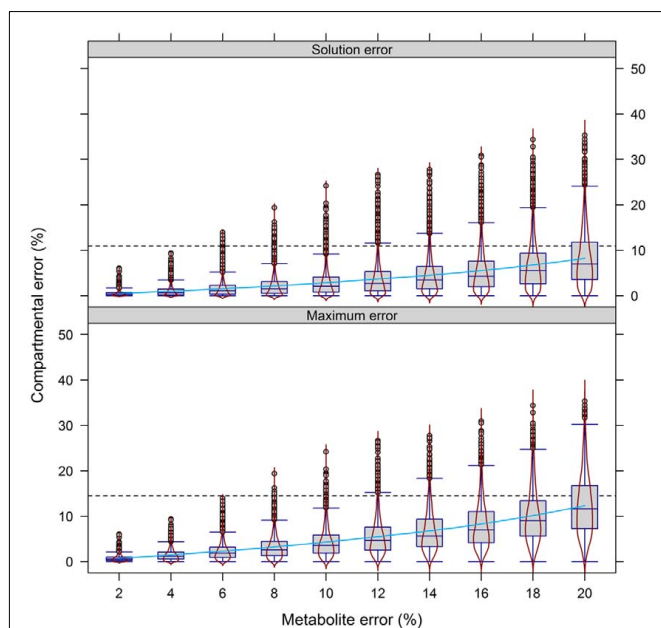 Solution error
50
40
30
20
10
0
Maximum error
50
40
30
20
10
0
Compartmental error (%)
2 4 6 8 10 12 14 16 18 20
Metabolite error (%)